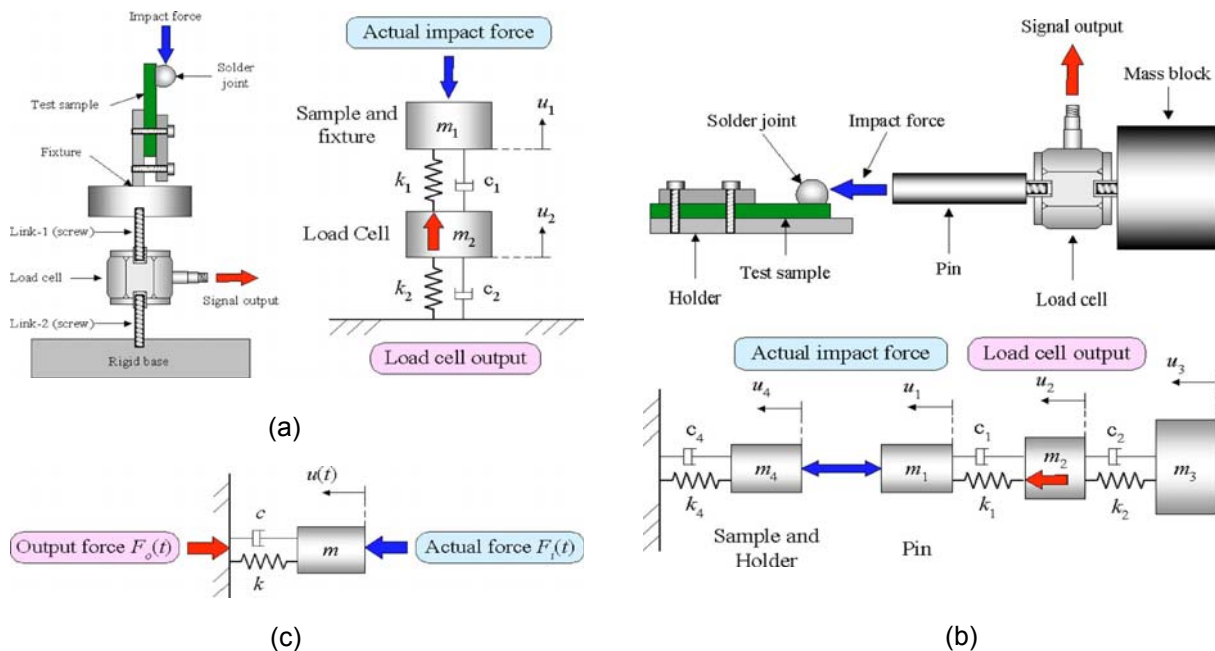 Impact force
Solder
joint
Test sample
Fixture
Link-1 (screw)
Load cell
Signal output
Link-2 (screw)
Rigid base
Actual impact force
Sample and
fixture
m₁
u₁
k₁
c₁
Load Cell
m₂
u₂
k₂
c₂
Load cell output
(a)
Signal output
Mass block
Solder joint
Impact force
Pin
Test sample
Holder
Load cell
Actual impact force
Load cell output
u₄
u₁
u₂
u₃
c₄
c₁
c₂
m₄
m₁
m₂
m₃
k₄
k₁
k₂
Sample and
Holder
Pin
(b)
u(t)
c
Output force Fₒ(t)
m
Actual force Fᵢ(t)
k
(c)